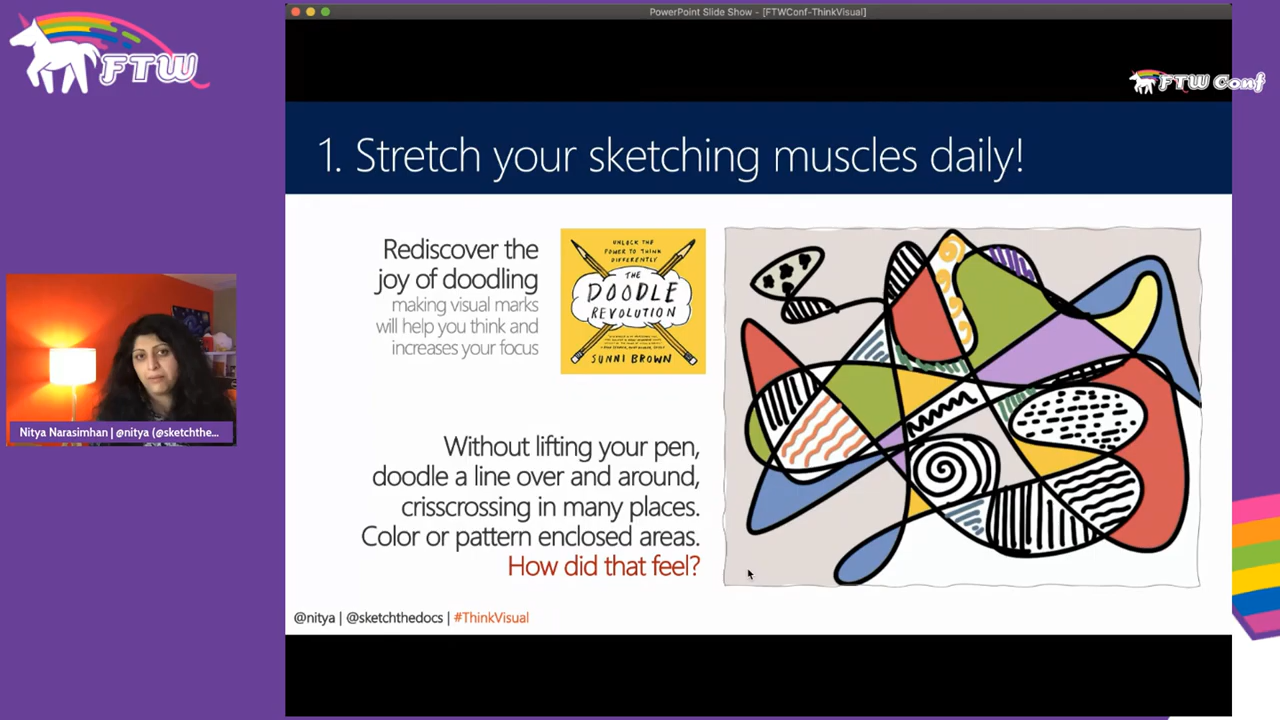 PowerPoint Slide Show - [FTWConf-ThinkVisual]
FTW
FTW Conf
1. Stretch your sketching muscles daily!
Rediscover the
joy of doodling
making visual marks
will help you think and
increases your focus
UNLOCK THE
POWER TO THINK
DIFFERENTLY
THE
DOODLE
REVOLUTION
SUNNI BROWN
Nitya Narasimhan | @nitya (@sketchthe...
Without lifting your pen,
doodle a line over and around,
crisscrossing in many places.
Color or pattern enclosed areas.
How did that feel?
@nitya | @sketchthedocs | #ThinkVisual